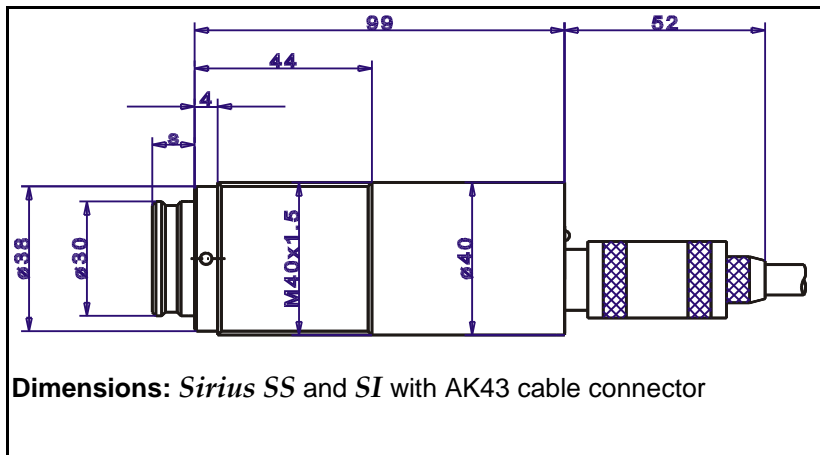 99
52
44
4
8
ø38
ø30
M40x1.5
ø40
Dimensions: Sirius SS and SI with AK43 cable connector